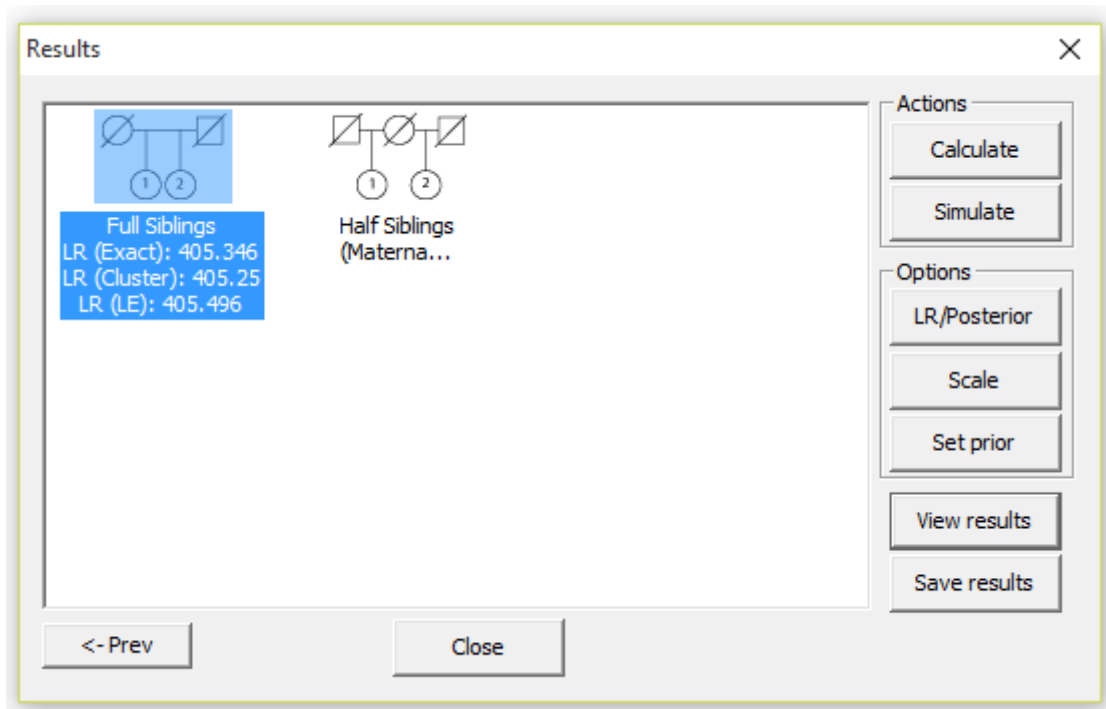 Results
1 2
Full Siblings
LR (Exact): 405.346
LR (Cluster): 405.25
LR (LE): 405.496
1 2
Half Siblings
(Materna...
Actions
Calculate
Simulate
Options
LR/Posterior
Scale
Set prior
View results
Save results
<- Prev
Close